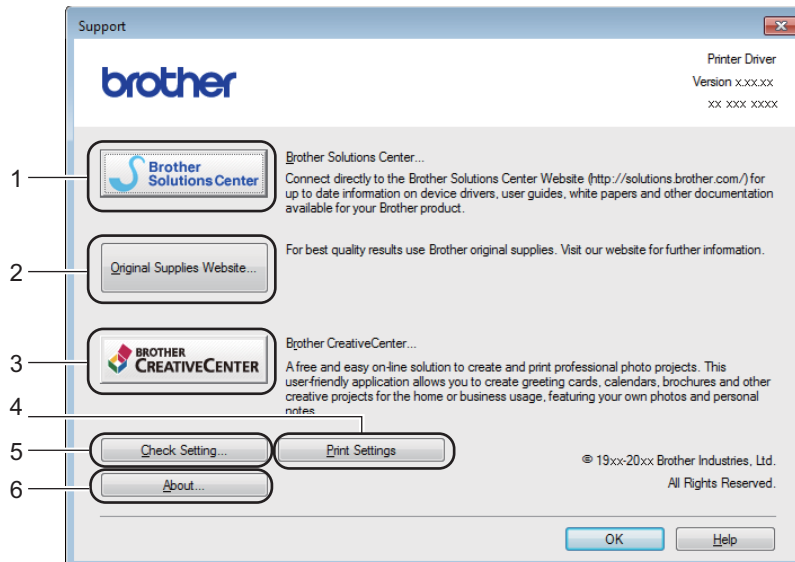 Support
brother
Printer Driver
Version x.xx.xx
xx xxx xxxx
1
Brother
Solutions Center
Brother Solutions Center...
Connect directly to the Brother Solutions Center Website (http://solutions.brother.com/) for
up to date information on device drivers, user guides, white papers and other documentation
available for your Brother product.
2
Original Supplies Website...
For best quality results use Brother original supplies. Visit our website for further information.
3
BROTHER
CREATIVECENTER
Brother CreativeCenter...
A free and easy on-line solution to create and print professional photo projects. This
user-friendly application allows you to create greeting cards, calendars, brochures and other
creative projects for the home or business usage, featuring your own photos and personal
notes.
4
5
Check Setting...
Print Settings
© 19xx-20xx Brother Industries, Ltd.
6
About...
All Rights Reserved.
OK
Help